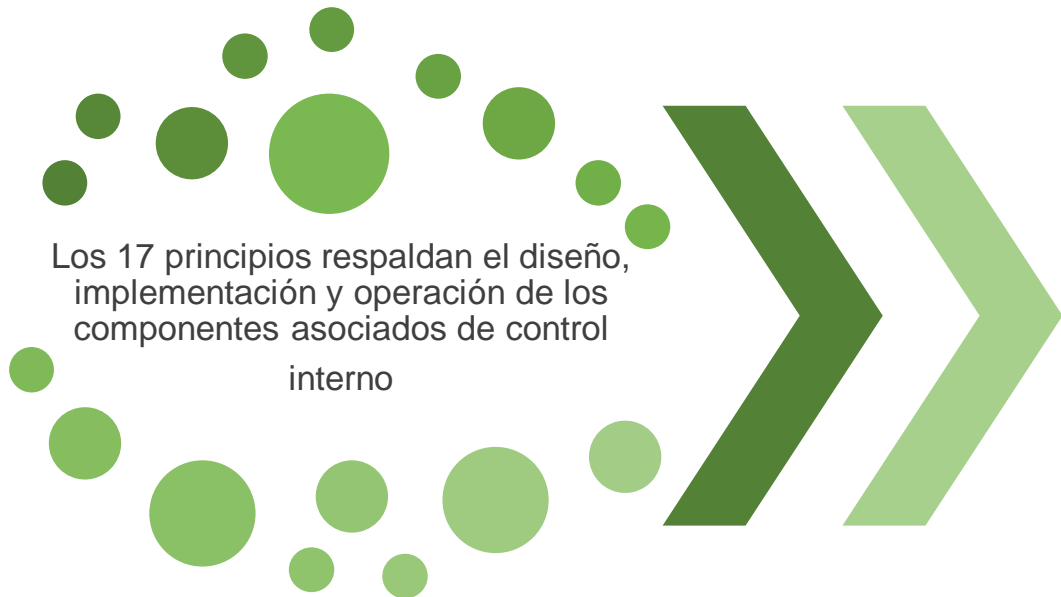 Los 17 principios respaldan el diseño,
implementación y operación de los
componentes asociados de control
interno